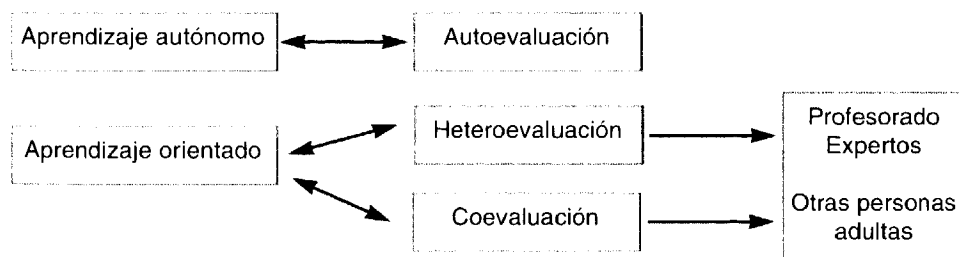 Aprendizaje autónomo
Autoevaluación
Aprendizaje orientado
Heteroevaluación
Profesorado
Expertos
Coevaluación
Otras personas
adultas